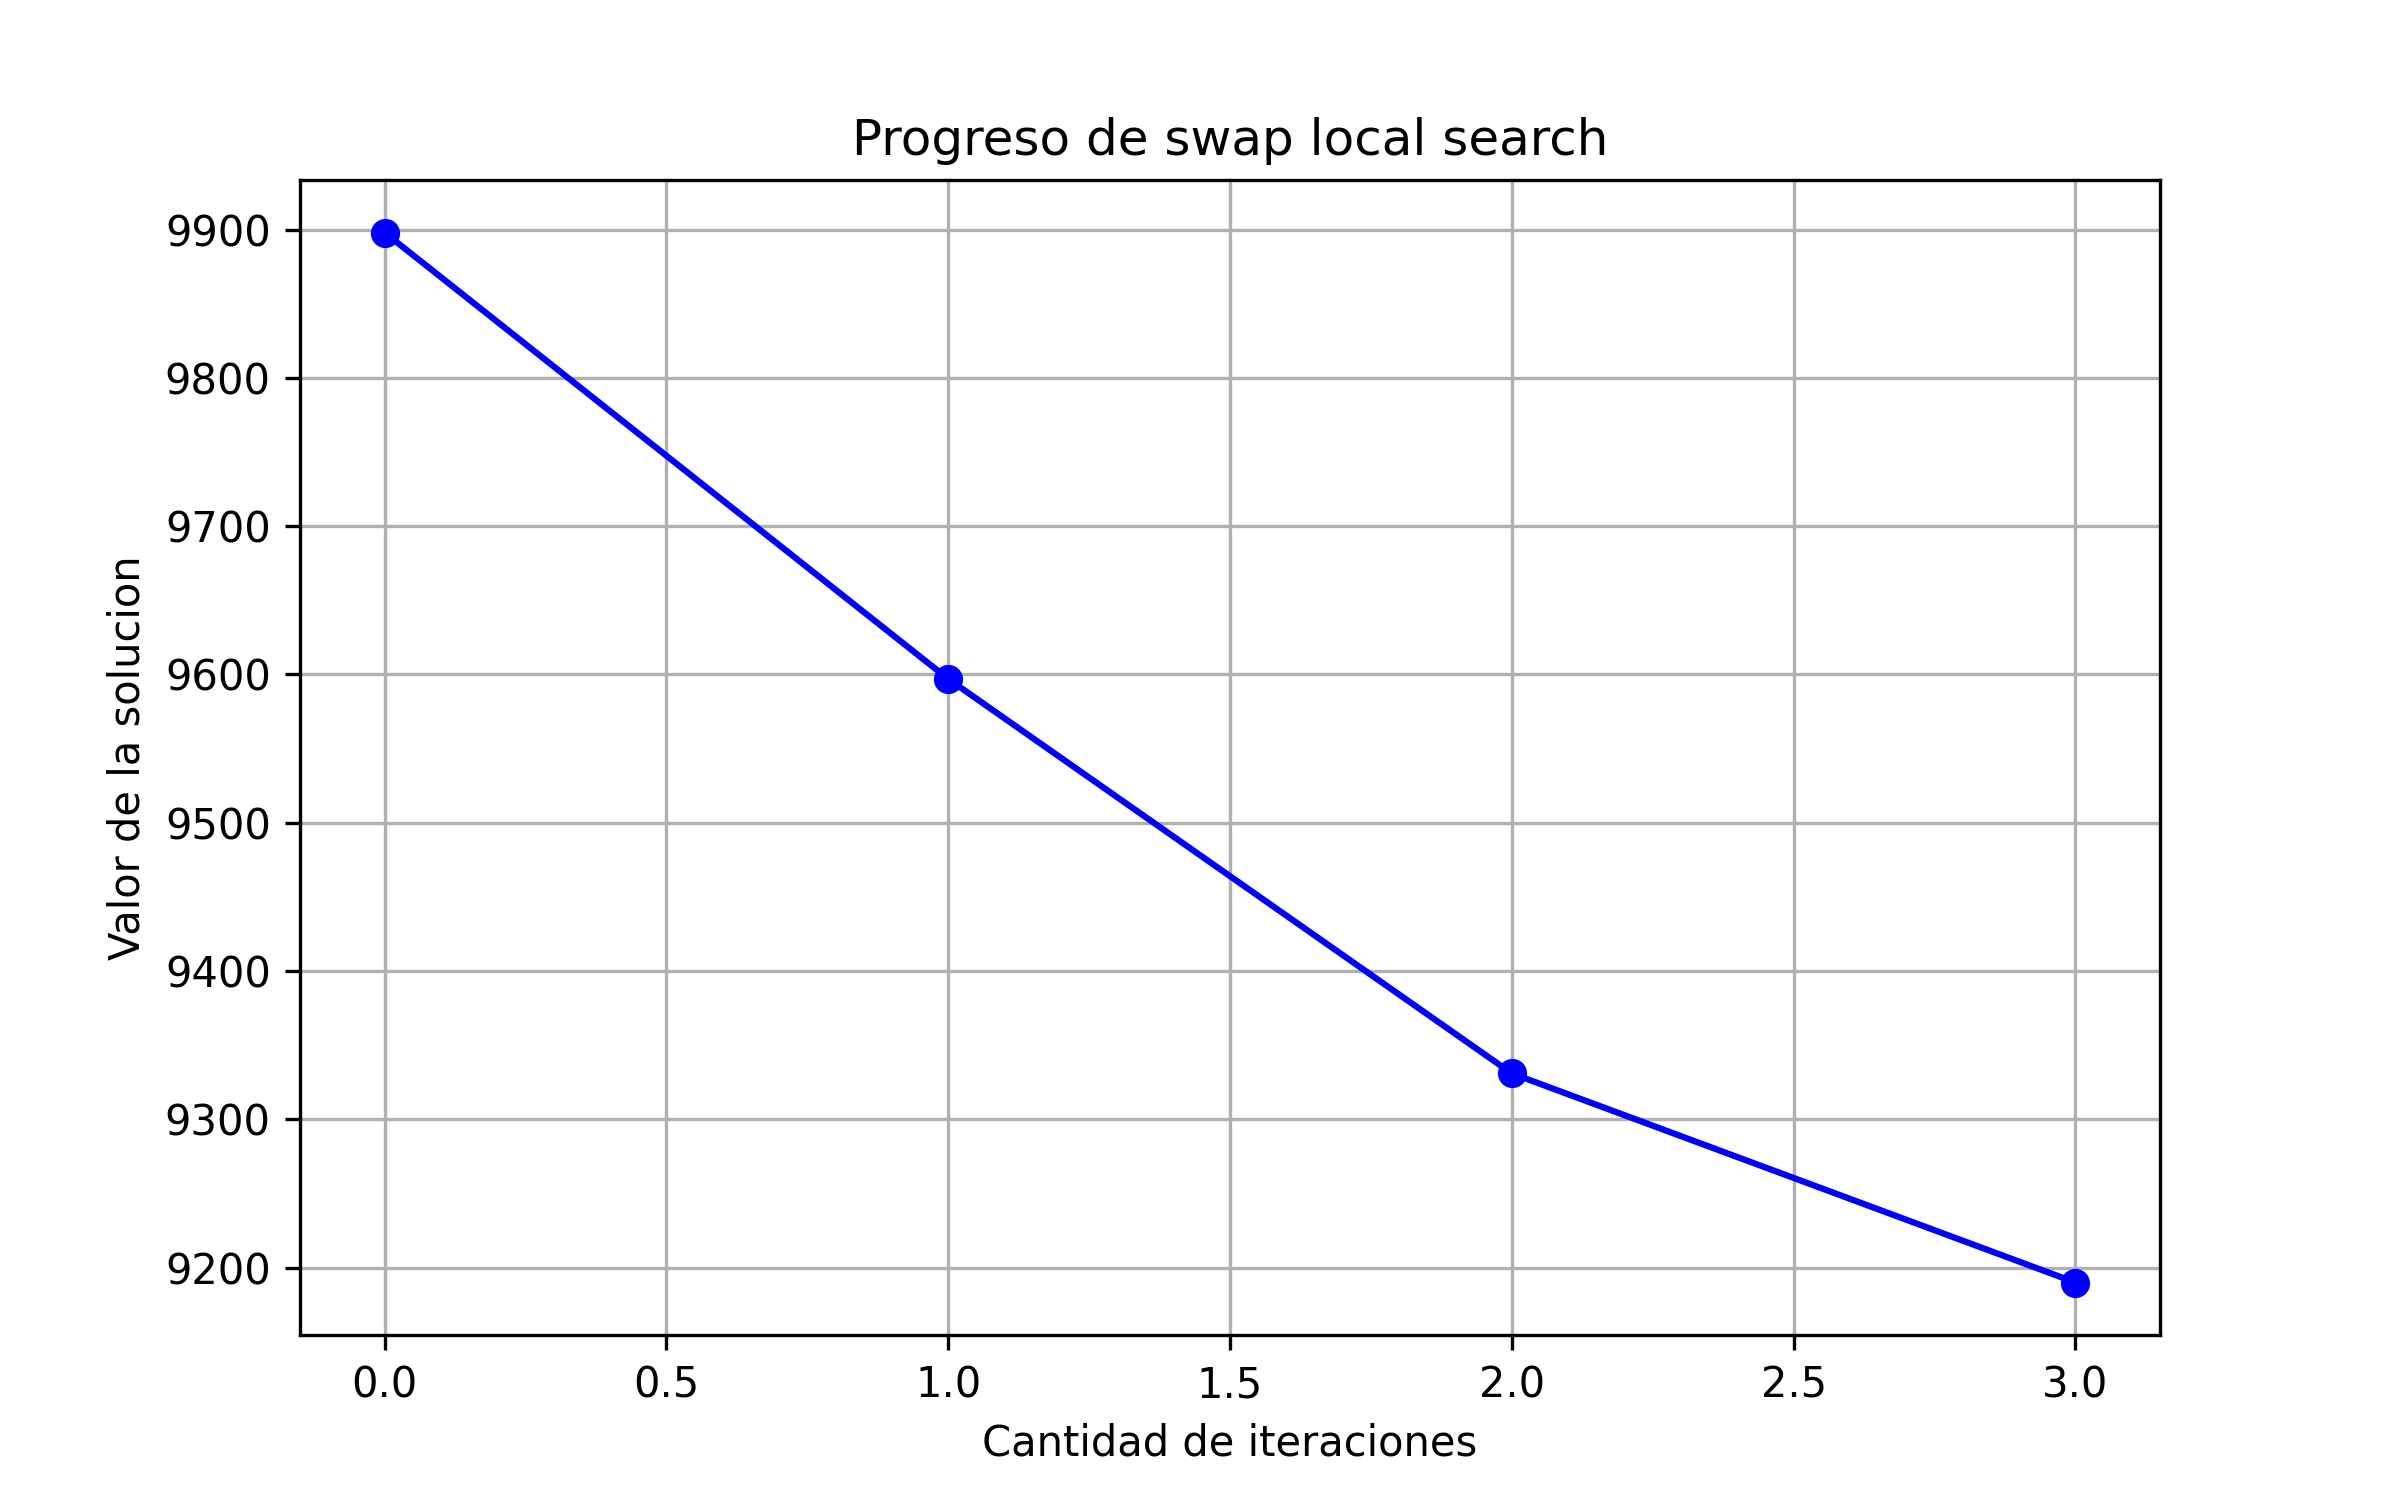 Progreso de swap local search
Valor de la solucion
9900
9800
9700
9600
9500
9400
9300
9200
0.0 0.5 1.0 1.5 2.0 2.5 3.0
Cantidad de iteraciones